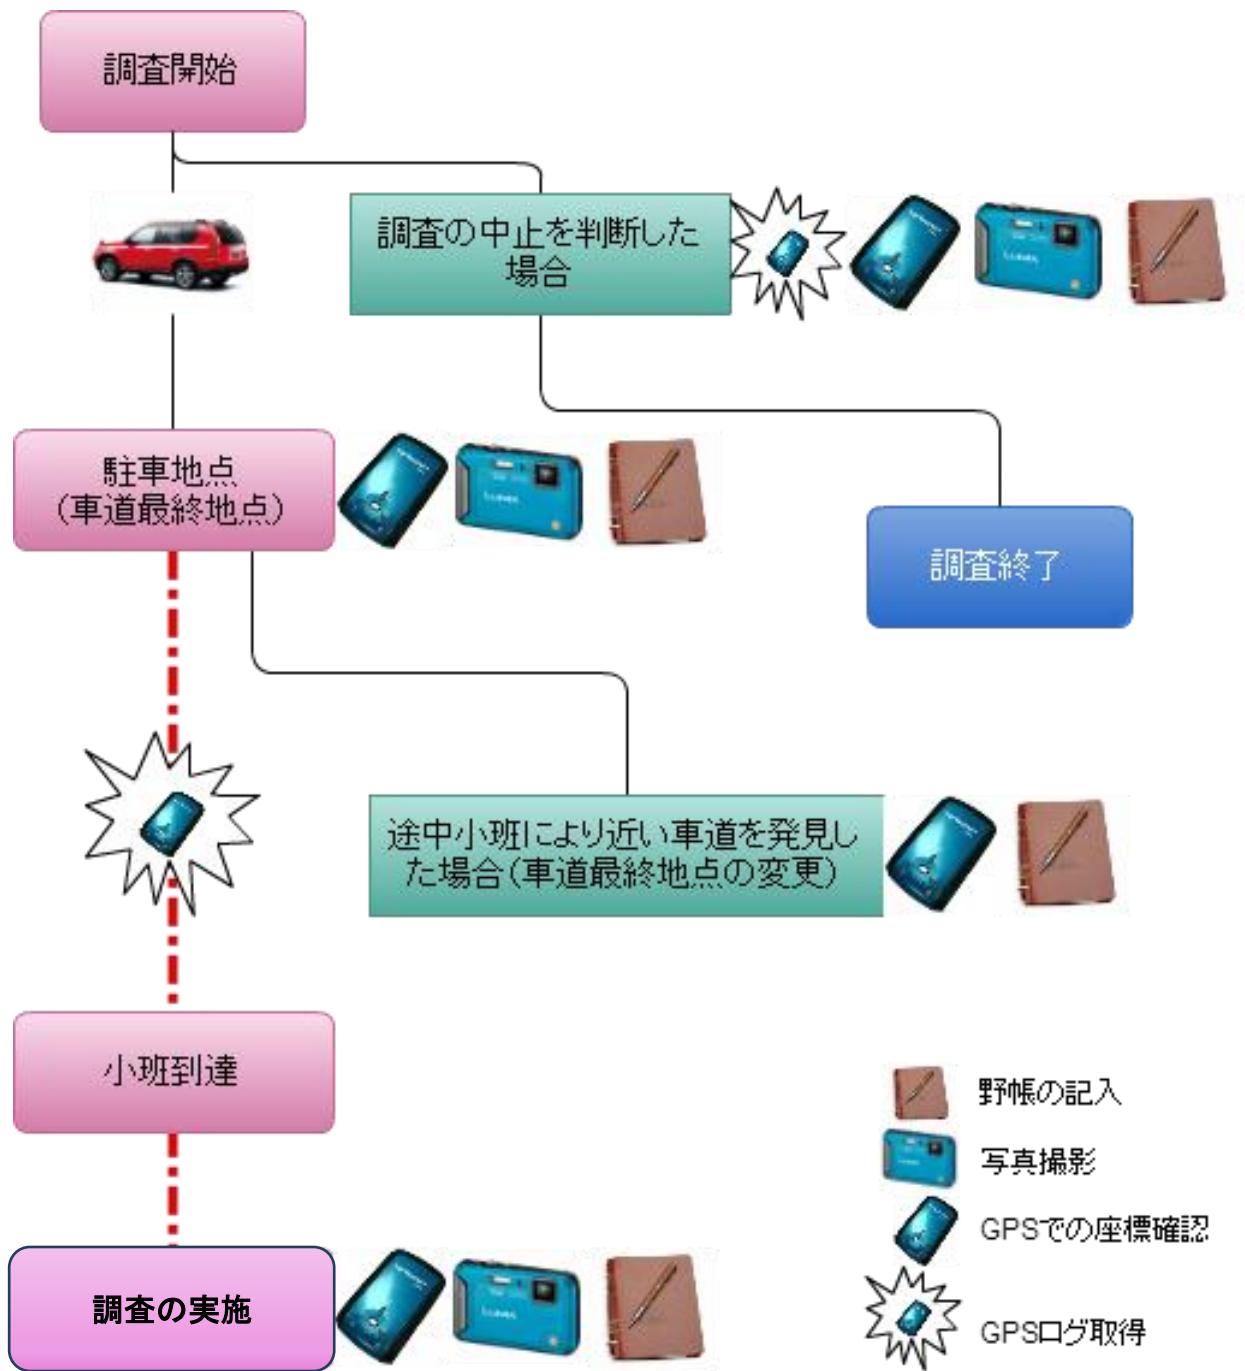 調査開始
調査の中止を判断した
場合
LUMIX
駐車地点
(車道最終地点)
LUMIX
調査終了
途中小班により近い車道を発見し
た場合(車道最終地点の変更)
小班到達
野帳の記入
写真撮影
GPSでの座標確認
調査の実施
GPSログ取得